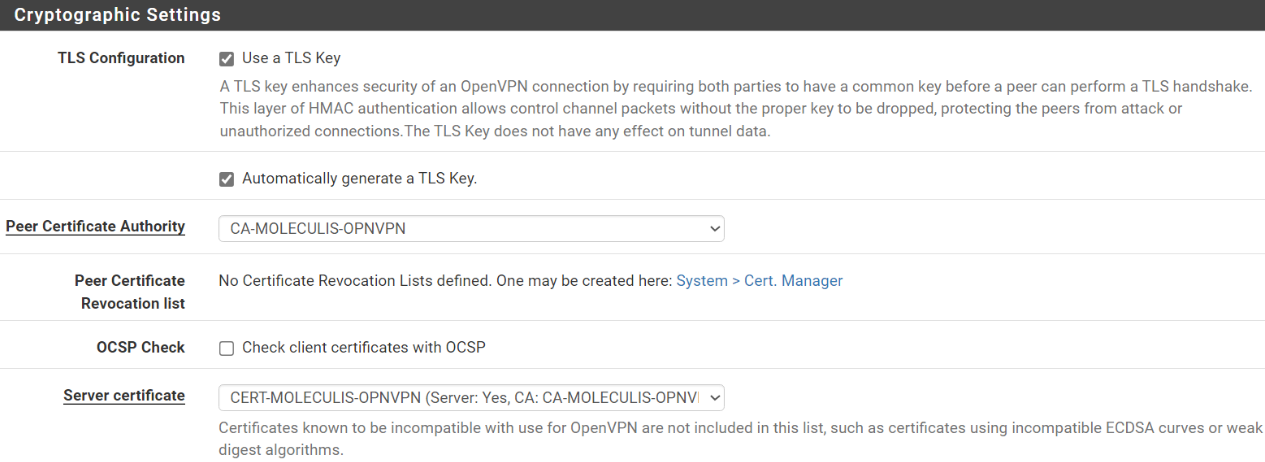 Cryptographic Settings
TLS Configuration
Use a TLS Key
A TLS key enhances security of an OpenVPN connection by requiring both parties to have a common key before a peer can perform a TLS handshake.
This layer of HMAC authentication allows control channel packets without the proper key to be dropped, protecting the peers from attack or
unauthorized connections.The TLS Key does not have any effect on tunnel data.
Automatically generate a TLS Key.
Peer Certificate Authority
CA-MOLECULIS-OPNVPN
Peer Certificate
Revocation list
No Certificate Revocation Lists defined. One may be created here: System > Cert. Manager
OCSP Check
Check client certificates with OCSP
Server certificate
CERT-MOLECULIS-OPNVPN (Server: Yes, CA: CA-MOLECULIS-OPNV
Certificates known to be incompatible with use for OpenVPN are not included in this list, such as certificates using incompatible ECDSA curves or weak
digest algorithms.